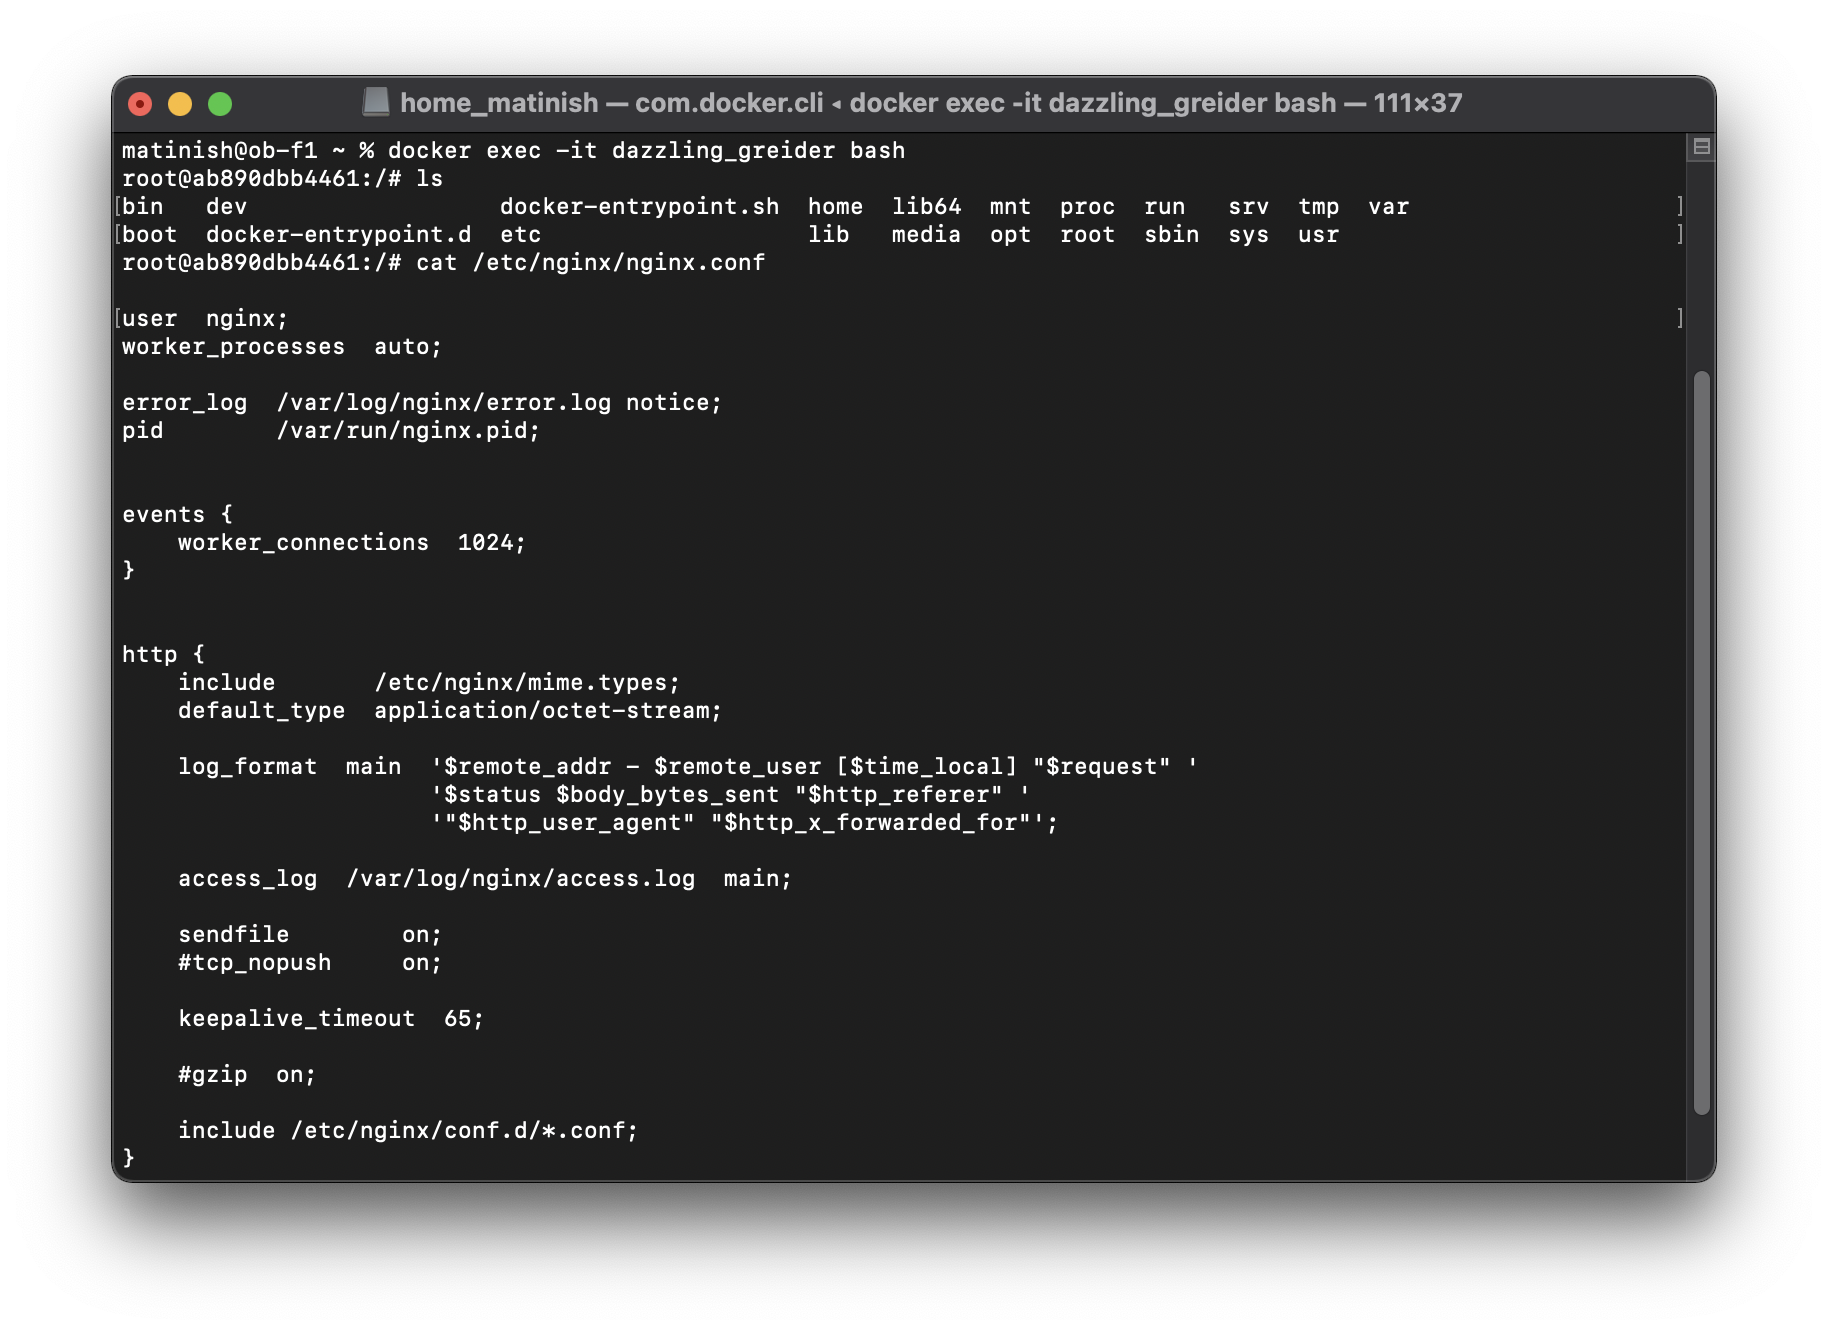 home_matinish — com.docker.cli ◂ docker exec -it dazzling_greider bash — 111×37
matinish@ob-f1 ~ % docker exec -it dazzling_greider bash
root@ab890dbb4461:/# ls
[bin   dev                  docker-entrypoint.sh  home  lib64  mnt  proc  run   srv  tmp  var ]
[boot  docker-entrypoint.d  etc                   lib   media  opt  root  sbin  sys  usr ]
root@ab890dbb4461:/# cat /etc/nginx/nginx.conf
[user  nginx; ]
worker_processes  auto;
error_log  /var/log/nginx/error.log notice;
pid        /var/run/nginx.pid;
events {
    worker_connections  1024;
}
http {
    include       /etc/nginx/mime.types;
    default_type  application/octet-stream;
    log_format  main  '$remote_addr - $remote_user [$time_local] "$request" '
                      '$status $body_bytes_sent "$http_referer" '
                      '"$http_user_agent" "$http_x_forwarded_for"';
    access_log  /var/log/nginx/access.log  main;
    sendfile        on;
    #tcp_nopush     on;
    keepalive_timeout  65;
    #gzip  on;
    include /etc/nginx/conf.d/*.conf;
}